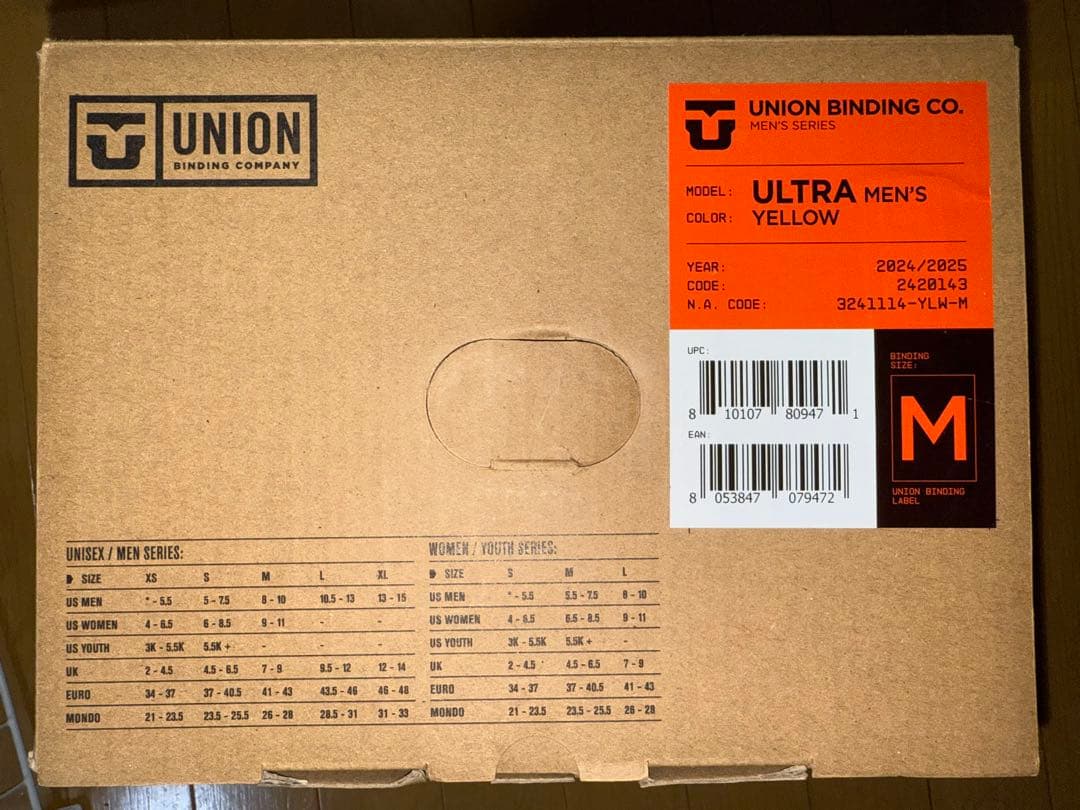 UNION
BINDING COMPANY
UNION BINDING CO.
MEN'S SERIES
MODEL: ULTRA MEN'S
COLOR: YELLOW
YEAR: 2024/2025
CODE: 2420143
N.A. CODE: 3241114-YLW-M
UPC:
8 10107 80947 1
EAN:
8 053847 079472
BINDING
SIZE:
M
UNION BINDING
LABEL
UNISEX / MEN SERIES:
SIZE XS S M L XL
US MEN * - 5.5 5 - 7.5 8 - 10 10.5 - 13 13 - 15
US WOMEN 4 - 6.5 6 - 8.5 9 - 11 - -
US YOUTH 3K - 5.5K 5.5K + - - -
UK 2 - 4.5 4.5 - 6.5 7 - 9 9.5 - 12 12 - 14
EURO 34 - 37 37 - 40.5 41 - 43 43.5 - 46 46 - 48
MONDO 21 - 23.5 23.5 - 25.5 26 - 28 28.5 - 31 31 - 33
WOMEN / YOUTH SERIES:
SIZE S M L
US MEN * - 5.5 5.5 - 7.5 8 - 10
US WOMEN 4 - 6.5 6.5 - 8.5 9 - 11
US YOUTH 3K - 5.5K 5.5K + -
UK 2 - 4.5 4.5 - 6.5 7 - 9
EURO 34 - 37 37 - 40.5 41 - 43
MONDO 21 - 23.5 23.5 - 25.5 26 - 28